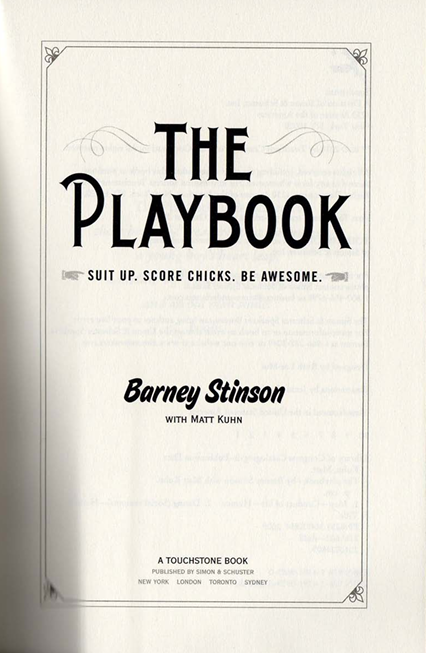 THE
PLAYBOOK
SUIT UP. SCORE CHICKS. BE AWESOME.
Barney Stinson
WITH MATT KUHN
A TOUCHSTONE BOOK
PUBLISHED BY SIMON & SCHUSTER
NEW YORK LONDON TORONTO SYDNEY